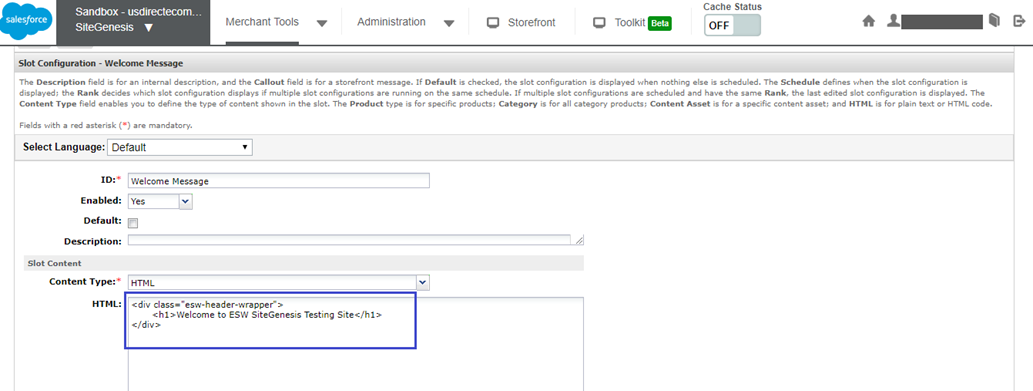 salesforce
Sandbox - usdirectecom...
SiteGenesis
Merchant Tools
Administration
Storefront
Toolkit Beta
Cache Status
OFF
Slot Configuration - Welcome Message
The Description field is for an internal description, and the Callout field is for a storefront message. If Default is checked, the slot configuration is displayed when nothing else is scheduled. The Schedule defines when the slot configuration is
displayed; the Rank decides which slot configuration displays if multiple slot configurations are running on the same schedule. If multiple slot configurations are scheduled and have the same Rank, the last edited slot configuration is displayed. The
Content Type field enables you to define the type of content shown in the slot. The Product type is for specific products; Category is for all category products; Content Asset is for a specific content asset; and HTML is for plain text or HTML code.
Fields with a red asterisk (*) are mandatory.
Select Language: Default
ID:* Welcome Message
Enabled: Yes
Default:
Description:
Slot Content
Content Type:* HTML
HTML: <div class="esw-header-wrapper">
<h1>Welcome to ESW SiteGenesis Testing Site</h1>
</div>